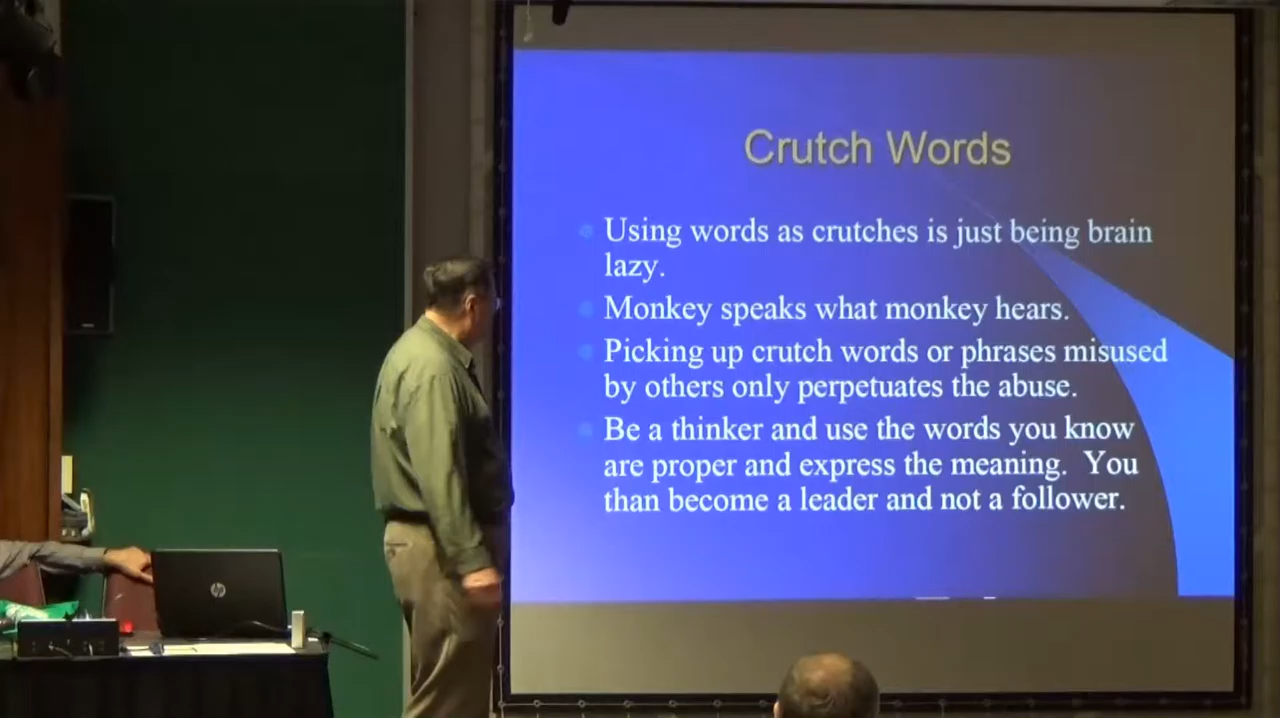 Crutch Words
Using words as crutches is just being brain
lazy.
Monkey speaks what monkey hears.
Picking up crutch words or phrases misused
by others only perpetuates the abuse.
Be a thinker and use the words you know
are proper and express the meaning. You
than become a leader and not a follower.
hp